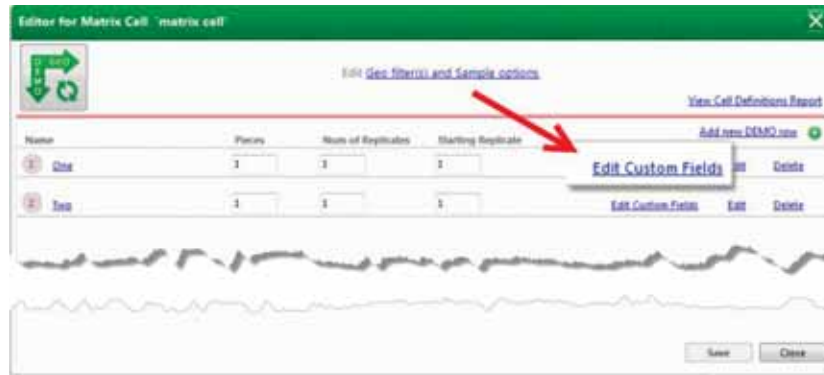 Editor for Matrix Cell `matrix cell`
GEO
DEMO
Edit Geo filter(s) and Sample options
View Cell Definitions Report
Add new DEMO row
Name Pieces Num of Replicates Starting Replicate
1 One 1 1 1 Edit Custom Fields Edit Delete
2 Two 1 1 1 Edit Custom Fields Edit Delete
Save Close